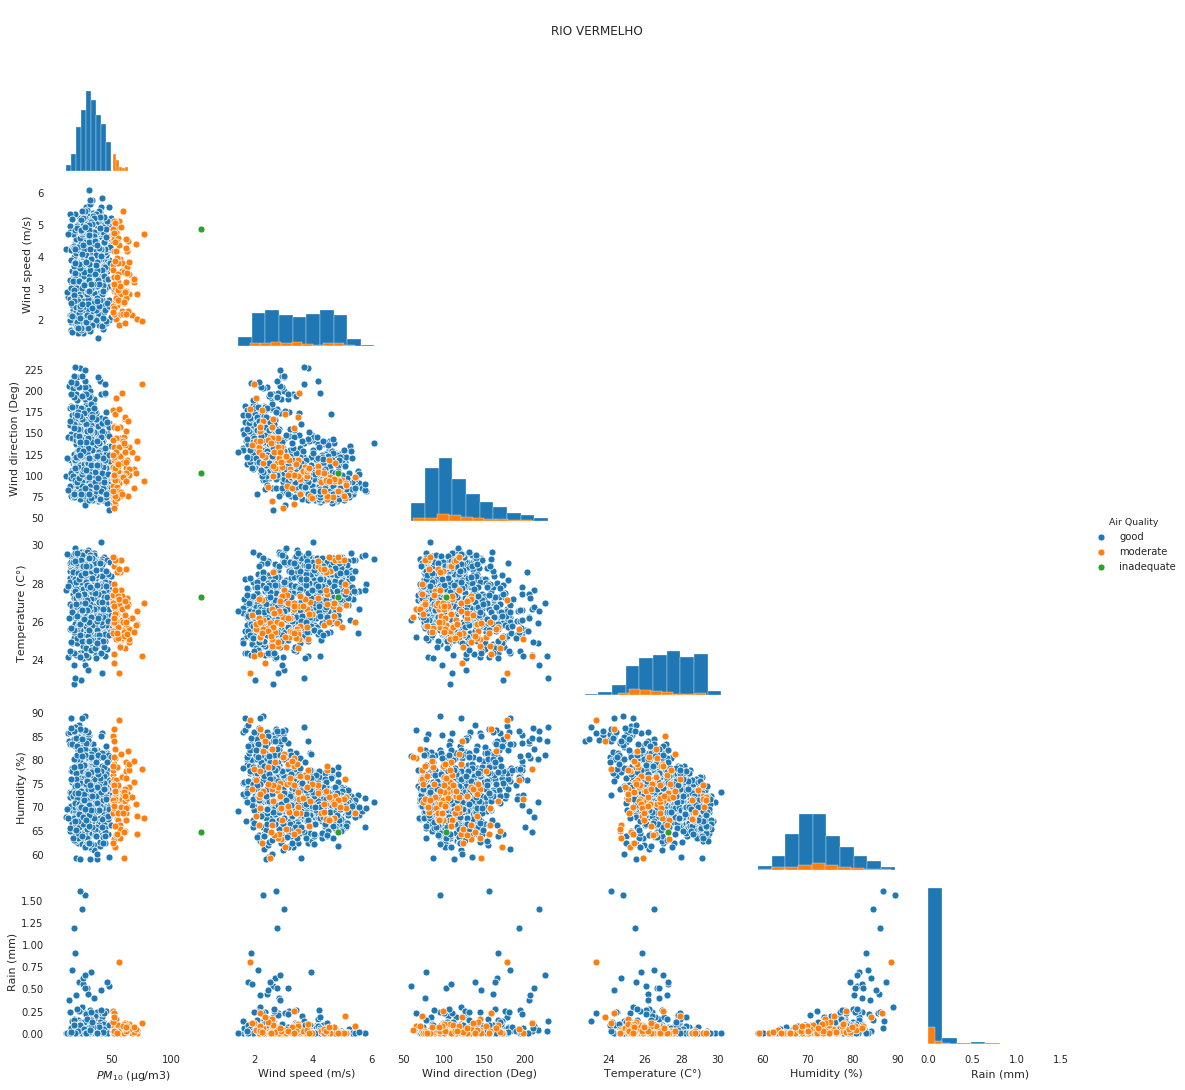 RIO VERMELHO
6
5
4
3
2
Wind speed (m/s)
225
200
175
150
125
100
75
50
Wind direction (Deg)
30
28
26
24
Temperature (C°)
90
85
80
75
70
65
60
Humidity (%)
1.50
1.25
1.00
0.75
0.50
0.25
0.00
Rain (mm)
50 100
PM10 (µg/m3)
2 4 6
Wind speed (m/s)
50 100 150 200
Wind direction (Deg)
24 26 28 30
Temperature (C°)
60 70 80 90
Humidity (%)
0.0 0.5 1.0 1.5
Rain (mm)
Air Quality
good
moderate
inadequate